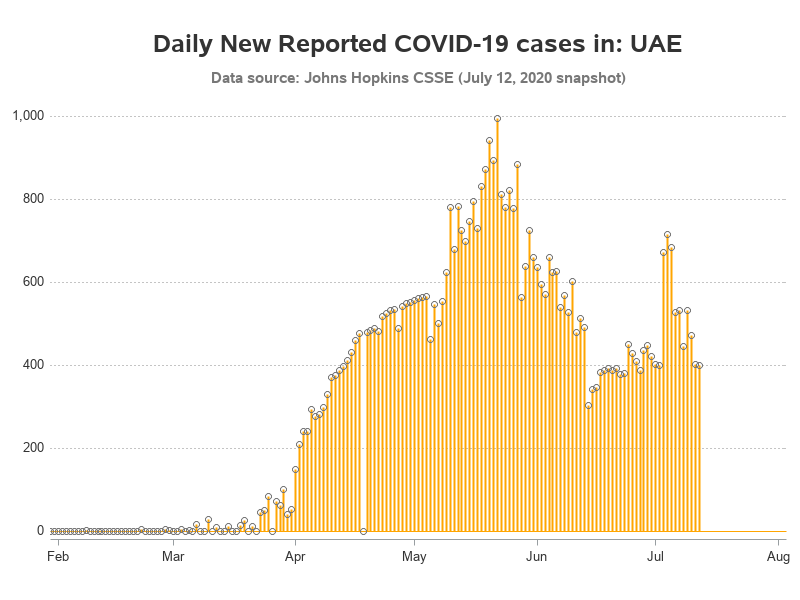 Daily New Reported COVID-19 cases in: UAE
Data source: Johns Hopkins CSSE (July 12, 2020 snapshot)
1,000
800
600
400
200
0
Feb Mar Apr May Jun Jul Aug